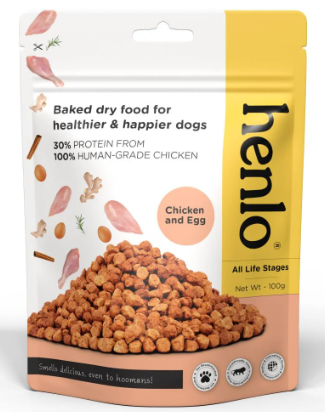 Baked dry food for
healthier & happier dogs
30% PROTEIN FROM
100% HUMAN-GRADE CHICKEN
henlo®
Chicken
and Egg
All Life Stages
Net Wt - 100g
Smells delicious, even to hoomans!